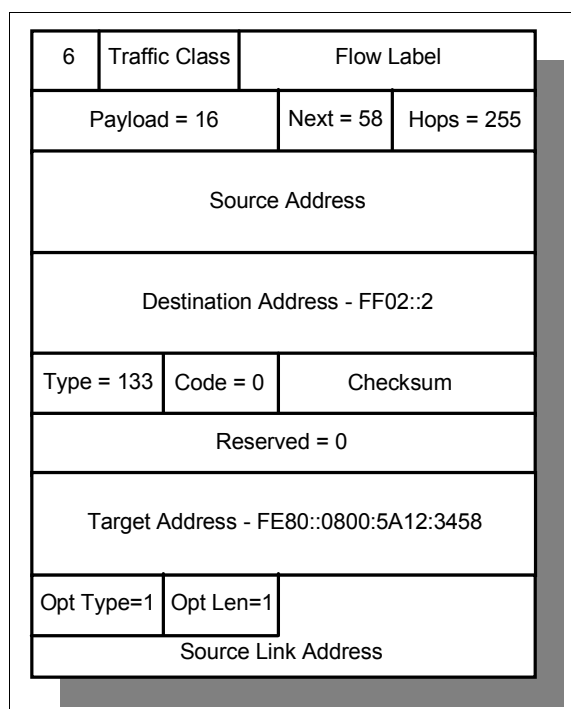 6 Traffic Class Flow Label
Payload = 16 Next = 58 Hops = 255
Source Address
Destination Address - FF02::2
Type = 133 Code = 0 Checksum
Reserved = 0
Target Address - FE80::0800:5A12:3458
Opt Type=1 Opt Len=1
Source Link Address